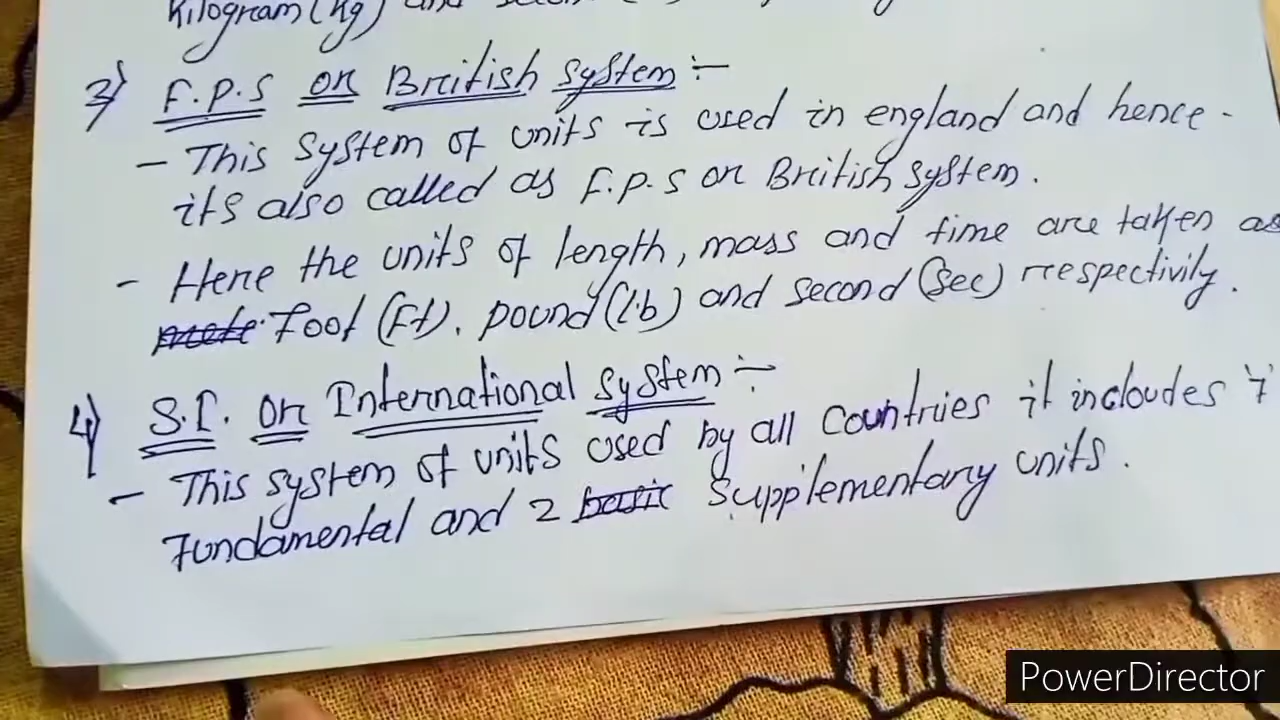 Kilogram (kg) and
3) F.P.S or British System :-
- This system of units is used in england and hence -
its also called as F.P.S or British system.
- Here the units of length, mass and time are taken as
Foot (Ft), pound (l.b) and second (sec) respectivily.
4) S.I. or International System :-
- This system of units used by all countries it includes '7'
Fundamental and 2 basic supplementary units.
PowerDirector